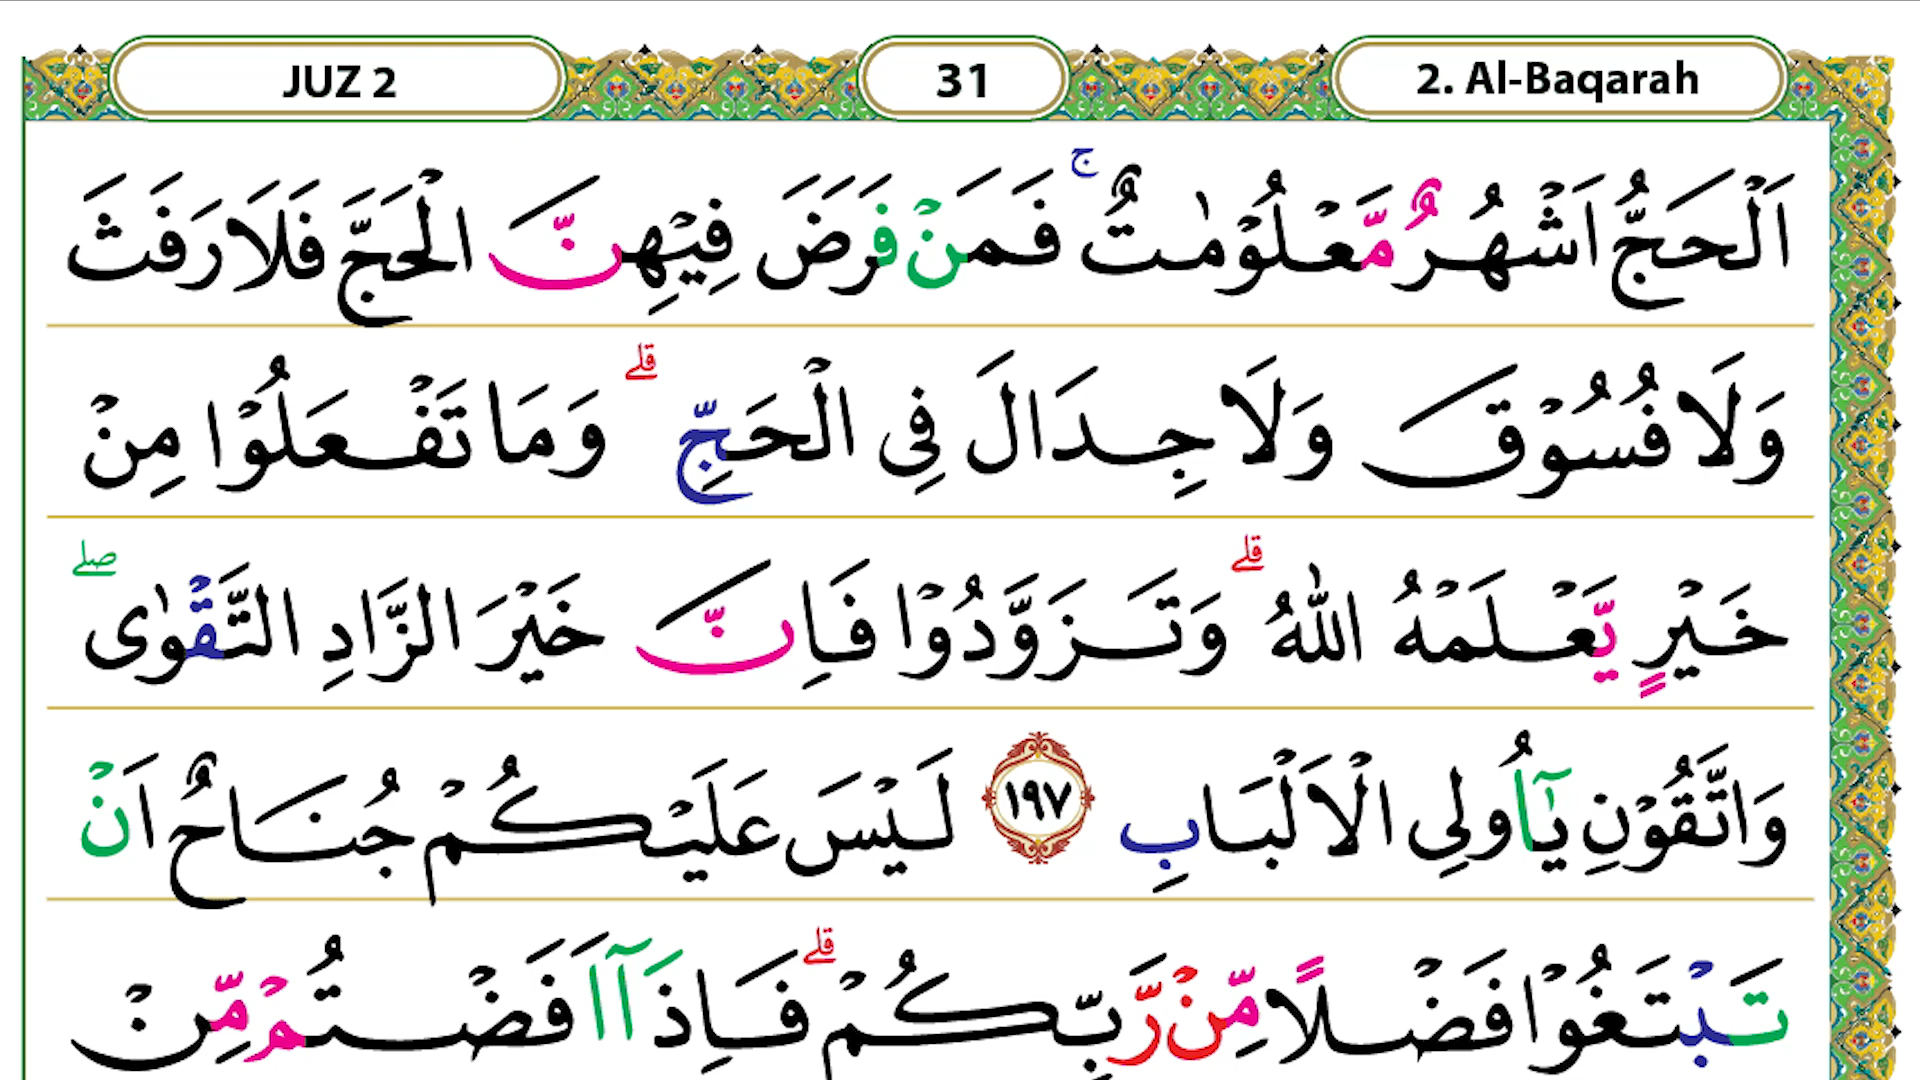 JUZ 2 31 2. Al-Baqarah
اَلْحَجُّ اَشْهُرٌ مَّعْلُوْمٰتٌ ۚ فَمَنْ فَرَضَ فِيْهِنَّ الْحَجَّ فَلَا رَفَثَ
وَلَا فُسُوْقَ وَلَا جِدَالَ فِى الْحَجِّ ۗ وَمَا تَفْعَلُوْا مِنْ
خَيْرٍ يَّعْلَمْهُ اللّٰهُ ۗ وَتَزَوَّدُوْا فَاِنَّ خَيْرَ الزَّادِ التَّقْوٰى ۖ
وَاتَّقُوْنِ يٰٓاُولِى الْاَلْبَابِ ١٩٧ لَيْسَ عَلَيْكُمْ جُنَاحٌ اَنْ
تَبْتَغُوْا فَضْلًا مِّنْ رَّبِّكُمْ ۗ فَاِذَآ اَفَضْتُمْ مِّنْ